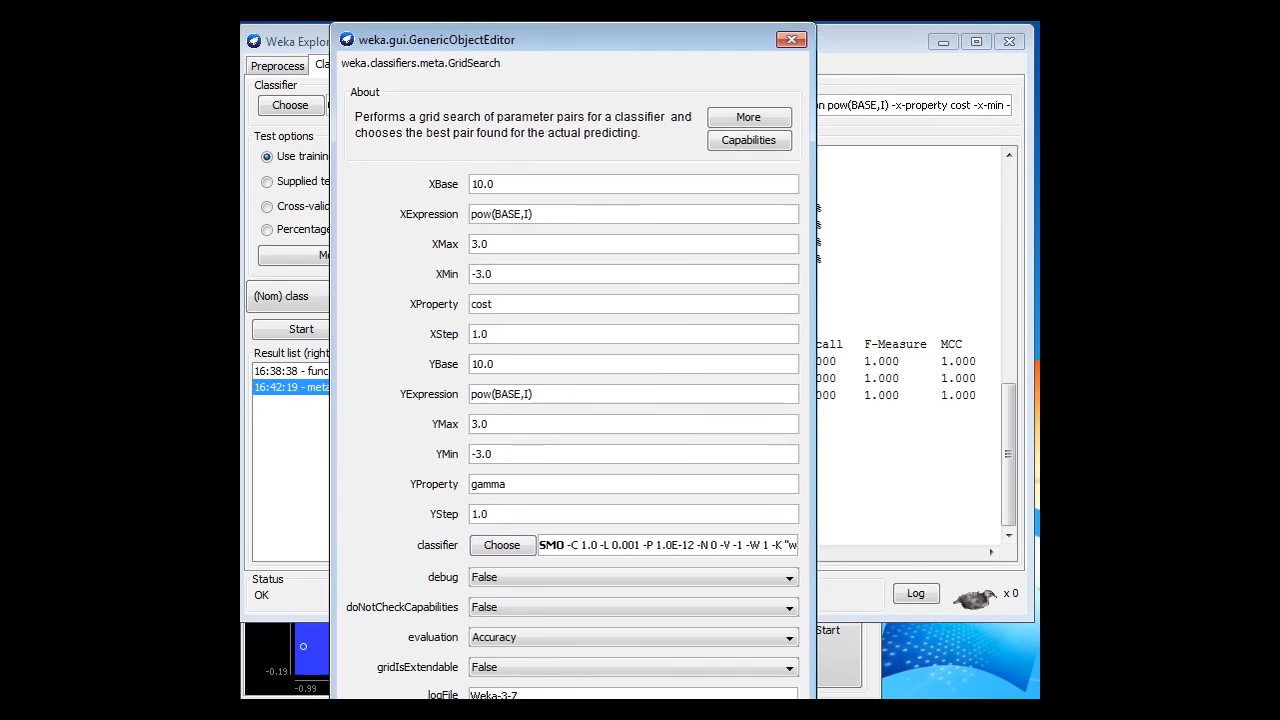 Weka Explo
weka.gui.GenericObjectEditor
weka.classifiers.meta.GridSearch
Preprocess
Classifier
Choose
on pow(BASE,I) -x-property cost -x-min -
About
Performs a grid search of parameter pairs for a classifier and
chooses the best pair found for the actual predicting.
More
Capabilities
Test options
Use trainin
Supplied te
Cross-valid
Percentage
(Nom) class
Start
Result list (right
16:38:38 - func
16:42:19 - meta
Status
OK
XBase 10.0
XExpression pow(BASE,I)
XMax 3.0
XMin -3.0
XProperty cost
XStep 1.0
YBase 10.0
YExpression pow(BASE,I)
YMax 3.0
YMin -3.0
YProperty gamma
YStep 1.0
classifier Choose SMO -C 1.0 -L 0.001 -P 1.0E-12 -N 0 -V -1 -W 1 -K "w
debug False
doNotCheckCapabilities False
evaluation Accuracy
gridIsExtendable False
logFile Weka-3-7
%
%
%
%
call F-Measure MCC
000 1.000 1.000
000 1.000 1.000
000 1.000 1.000
Log
x 0
Start
-0.19
-0.99